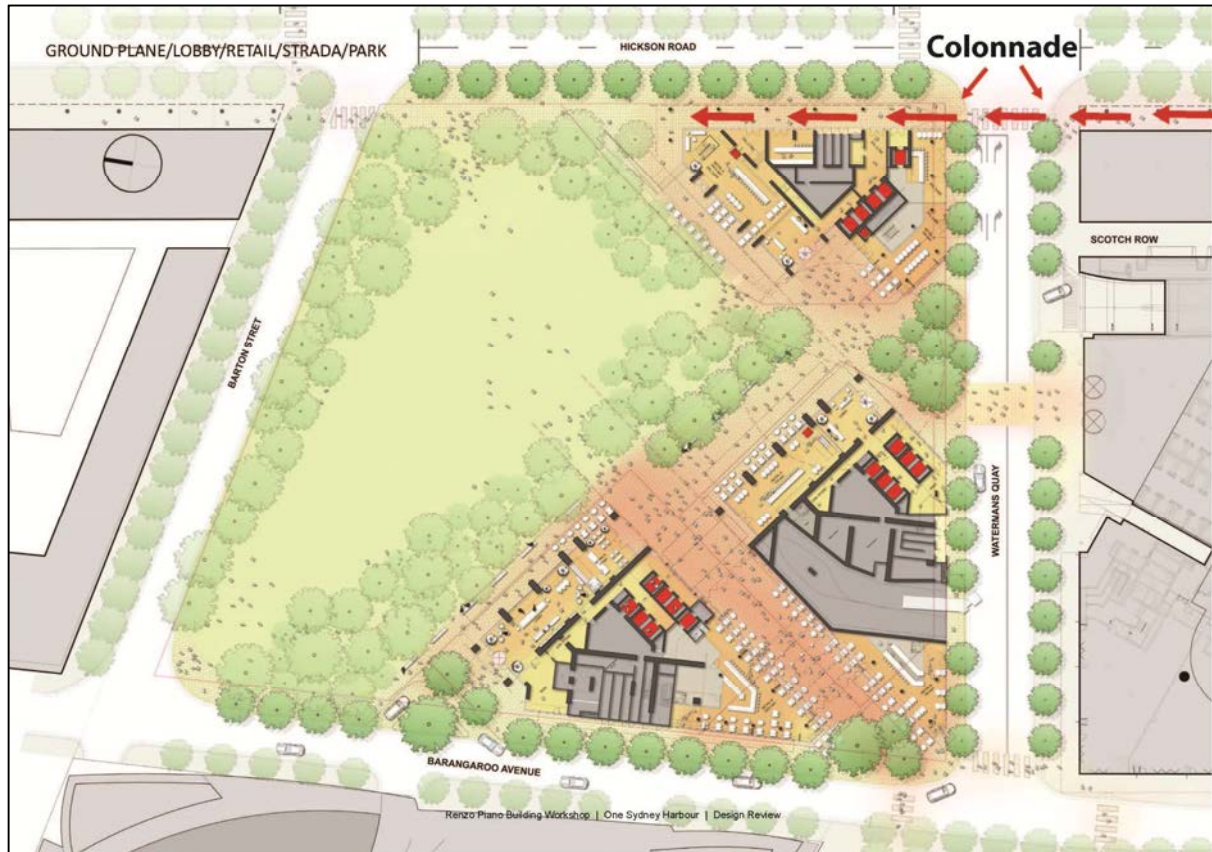 GROUND PLANE/LOBBY/RETAIL/STRADA/PARK
HICKSON ROAD
Colonnade
SCOTCH ROW
BARTON STRET
WATERMANS QUAY
BARANGAROO AVENUE
Renzo Piano Building Workshop | One Sydney Harbour | Design Review